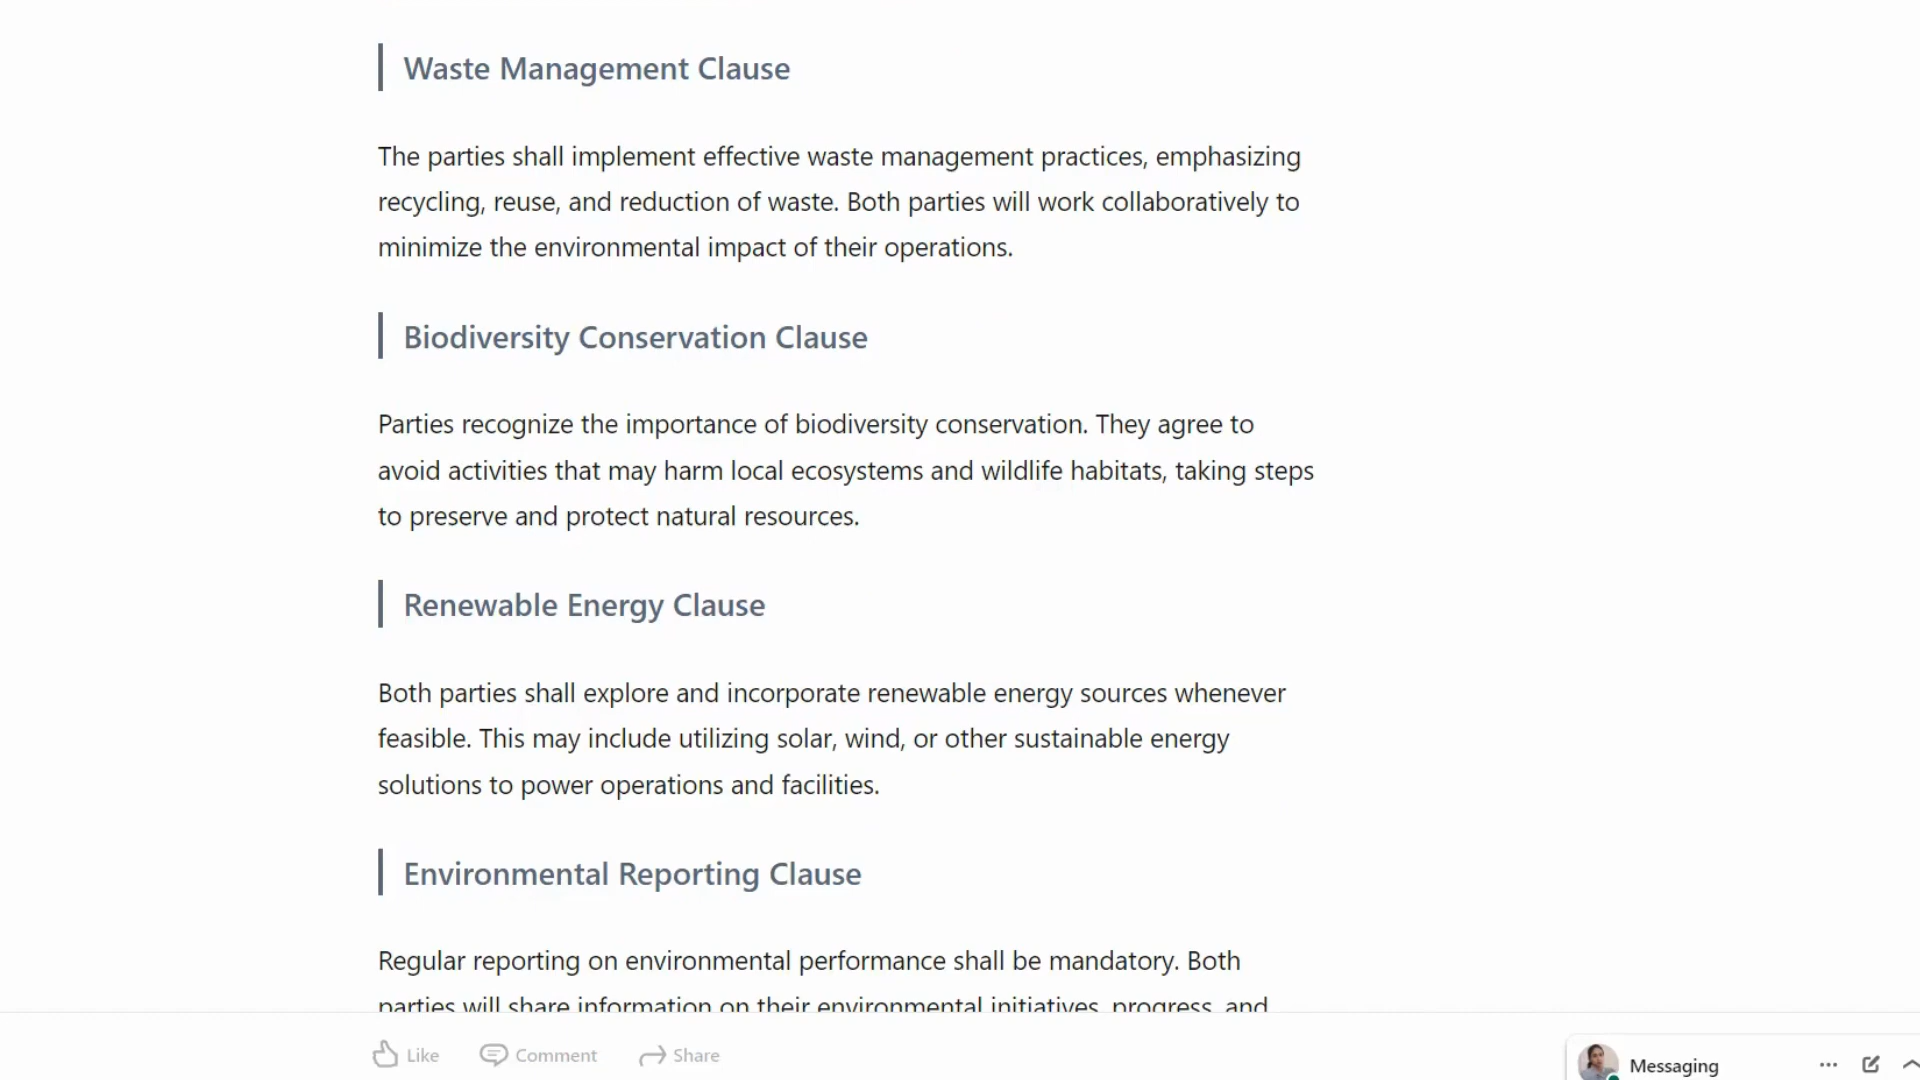 Waste Management Clause
The parties shall implement effective waste management practices, emphasizing
recycling, reuse, and reduction of waste. Both parties will work collaboratively to
minimize the environmental impact of their operations.
Biodiversity Conservation Clause
Parties recognize the importance of biodiversity conservation. They agree to
avoid activities that may harm local ecosystems and wildlife habitats, taking steps
to preserve and protect natural resources.
Renewable Energy Clause
Both parties shall explore and incorporate renewable energy sources whenever
feasible. This may include utilizing solar, wind, or other sustainable energy
solutions to power operations and facilities.
Environmental Reporting Clause
Regular reporting on environmental performance shall be mandatory. Both
parties will share information on their environmental initiatives, progress, and
Like Comment Share
Messaging